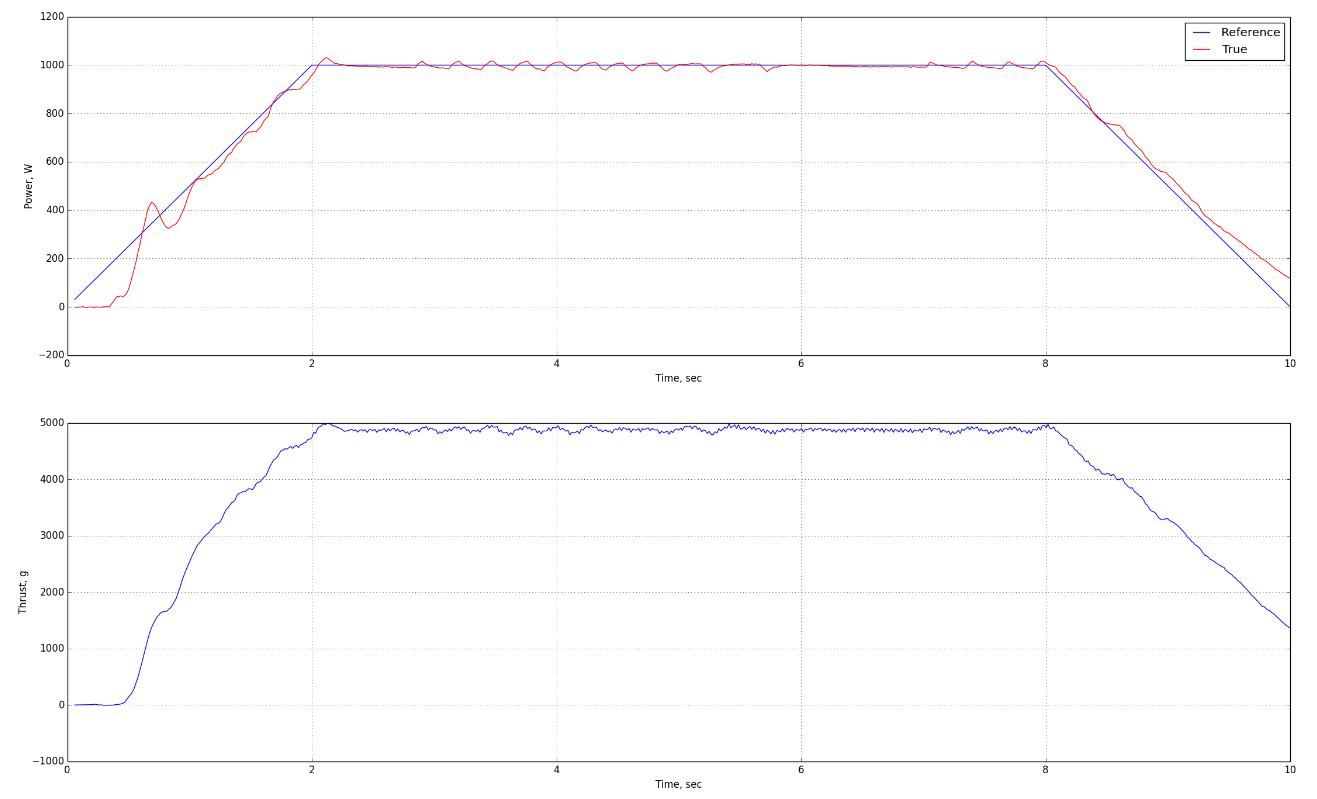 1200
1000
800
600
400
200
0
−200
Power, W
Reference
True
0 2 4 6 8 10
Time, sec
5000
4000
3000
2000
1000
0
−1000
Thrust, g
0 2 4 6 8 10
Time, sec